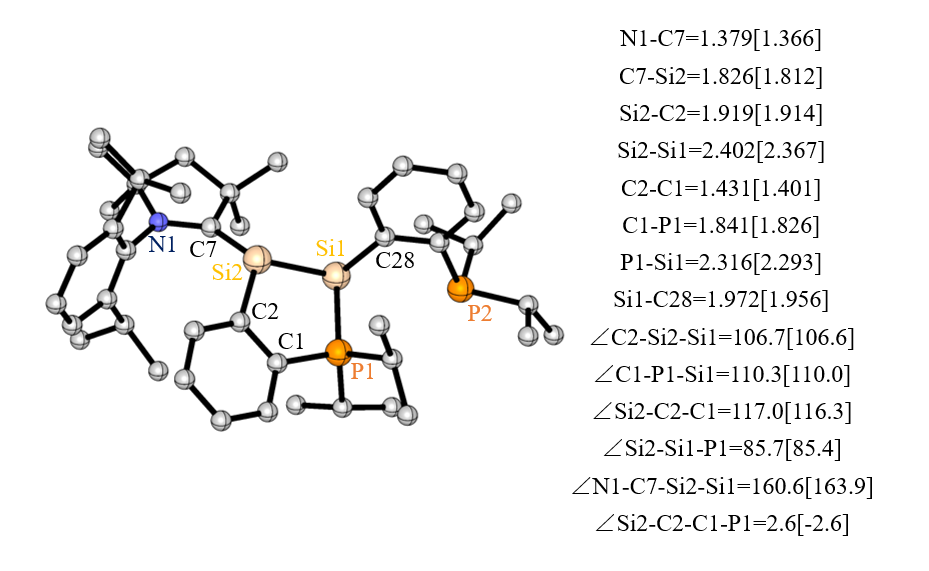 N1-C7=1.379[1.366]
C7-Si2=1.826[1.812]
Si2-C2=1.919[1.914]
Si2-Si1=2.402[2.367]
C2-C1=1.431[1.401]
C1-P1=1.841[1.826]
P1-Si1=2.316[2.293]
Si1-C28=1.972[1.956]
∠C2-Si2-Si1=106.7[106.6]
∠C1-P1-Si1=110.3[110.0]
∠Si2-C2-C1=117.0[116.3]
∠Si2-Si1-P1=85.7[85.4]
∠N1-C7-Si2-Si1=160.6[163.9]
∠Si2-C2-C1-P1=2.6[-2.6]
N1
C7
Si2
Si1
C28
P2
C2
C1
P1